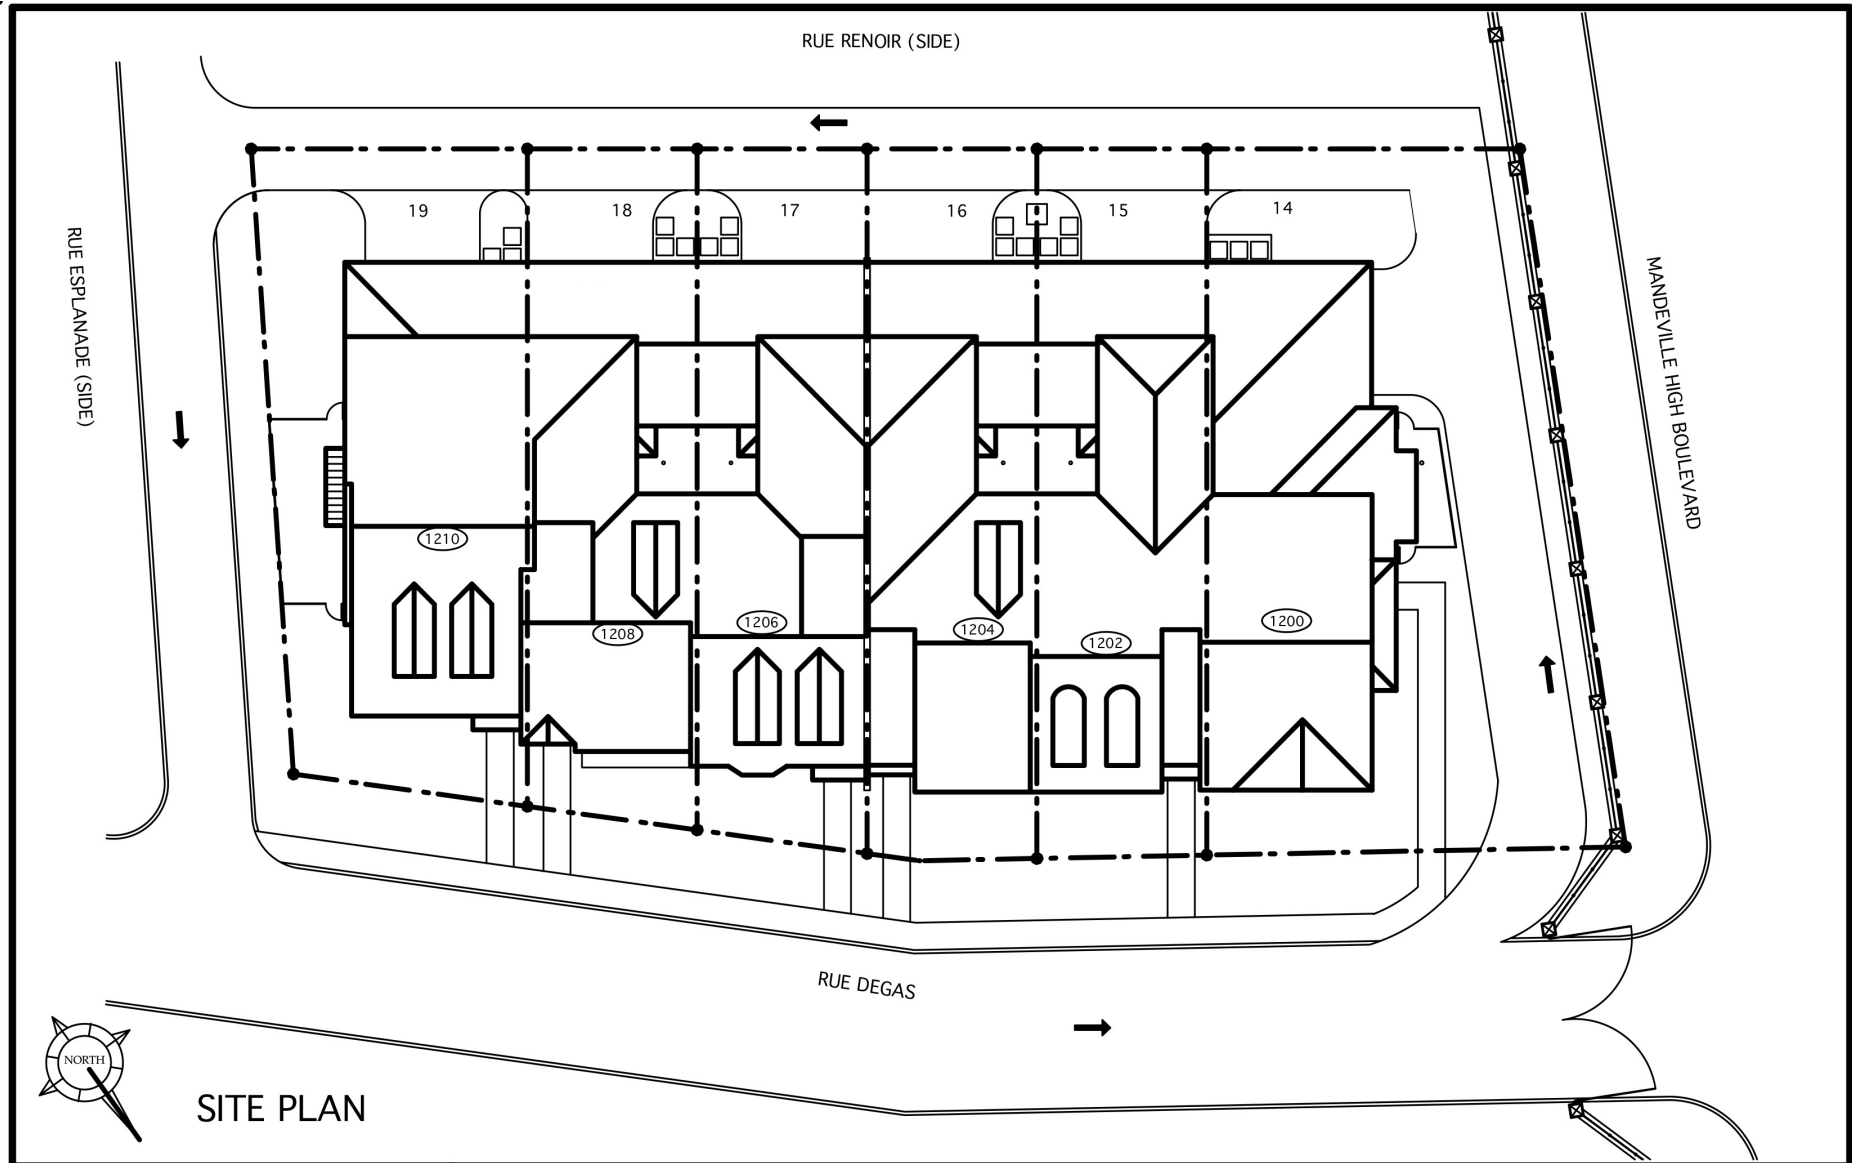 RUE RENOIR (SIDE)
19
18
17
16
15
14
RUE ESPLANADE (SIDE)
MANDEVILLE HIGH BOULEVARD
1210
1208
1206
1204
1202
1200
RUE DEGAS
NORTH
SITE PLAN